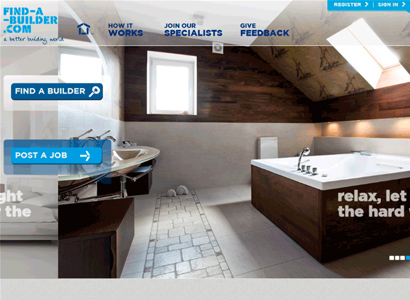 REGISTER > | SIGN IN >
FIND-A
-BUILDER
.COM
a better building world
HOW IT
WORKS
JOIN OUR
SPECIALISTS
GIVE
FEEDBACK
FIND A BUILDER
POST A JOB
ght
the
relax, let
the hard